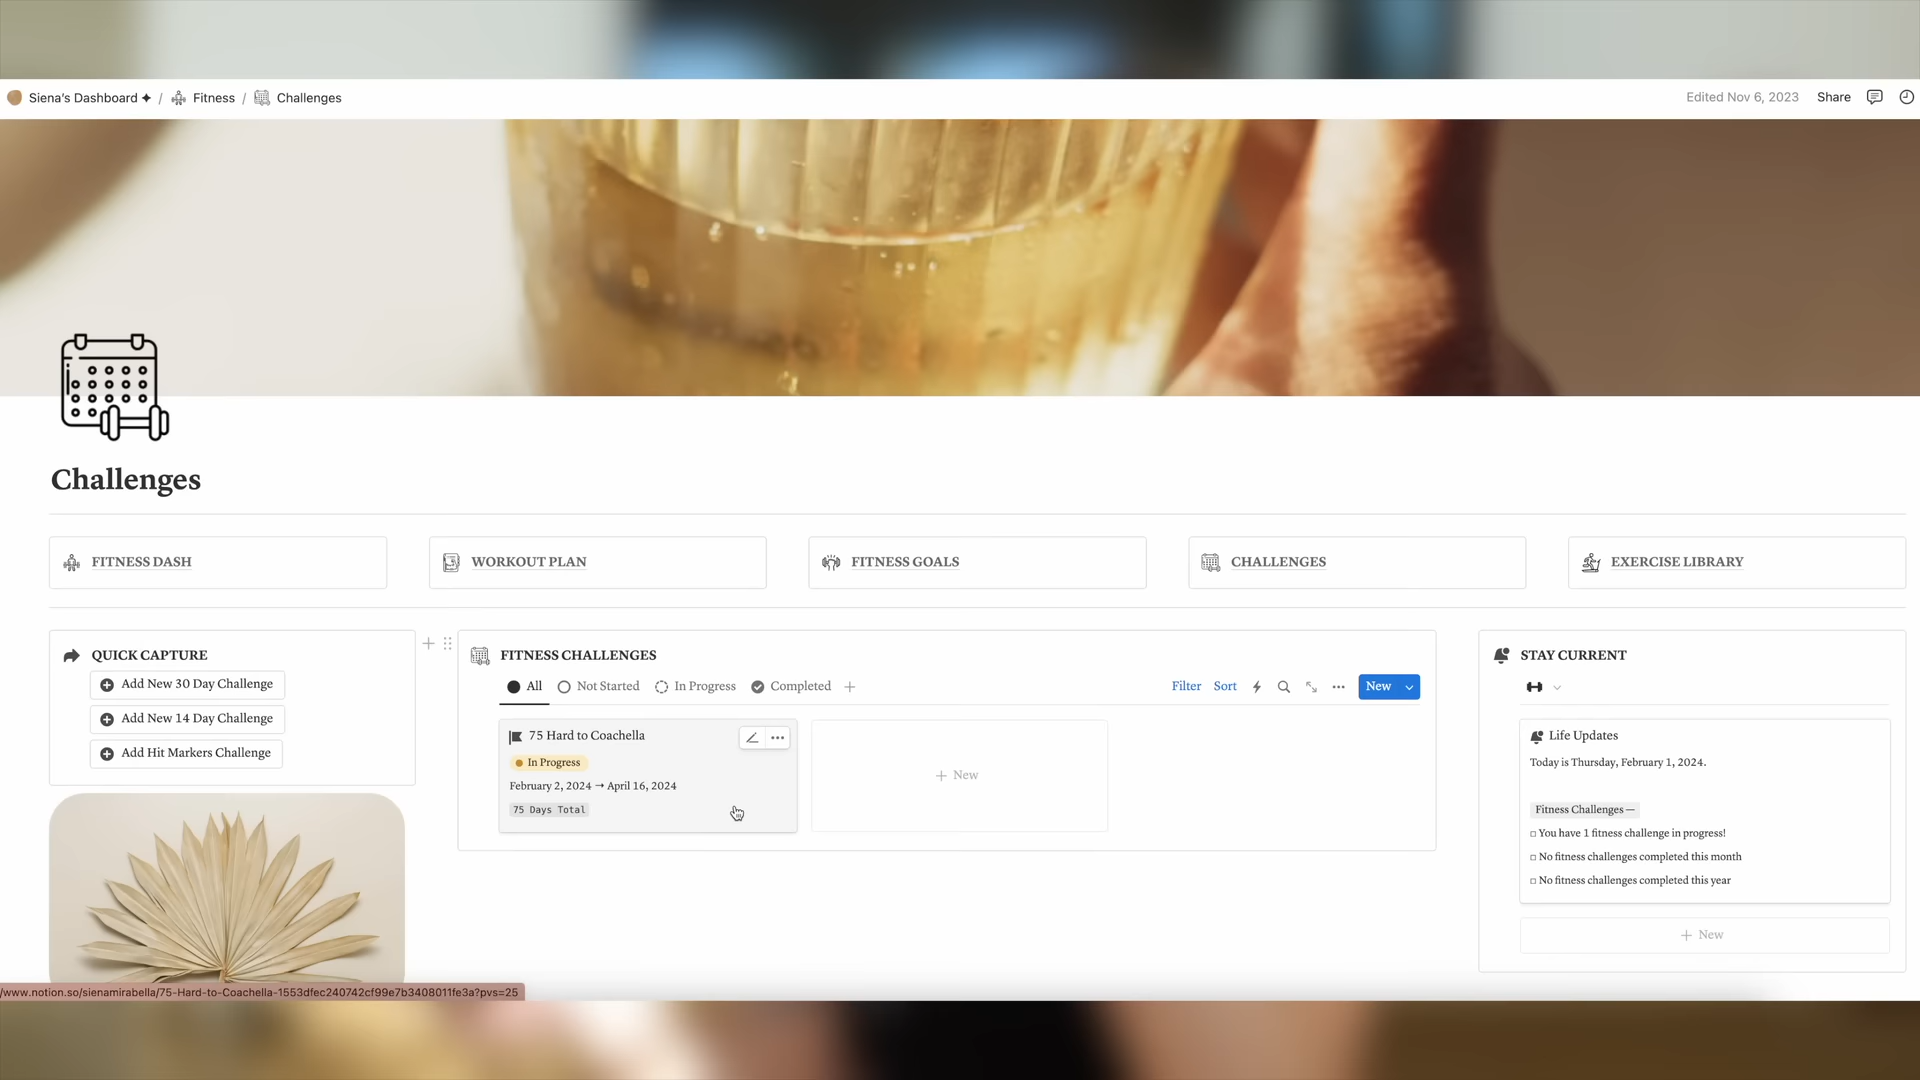 Siena's Dashboard ✦ / Fitness / Challenges
Edited Nov 6, 2023 Share
Challenges
FITNESS DASH
WORKOUT PLAN
FITNESS GOALS
CHALLENGES
EXERCISE LIBRARY
QUICK CAPTURE
Add New 30 Day Challenge
Add New 14 Day Challenge
Add Hit Markers Challenge
FITNESS CHALLENGES
All Not Started In Progress Completed
Filter Sort New
75 Hard to Coachella
In Progress
February 2, 2024 → April 16, 2024
75 Days Total
+ New
STAY CURRENT
Life Updates
Today is Thursday, February 1, 2024.
Fitness Challenges —
□ You have 1 fitness challenge in progress!
□ No fitness challenges completed this month
□ No fitness challenges completed this year
+ New
/www.notion.so/sienamirabella/75-Hard-to-Coachella-1553dfec240742cf99e7b3408011fe3a?pvs=25